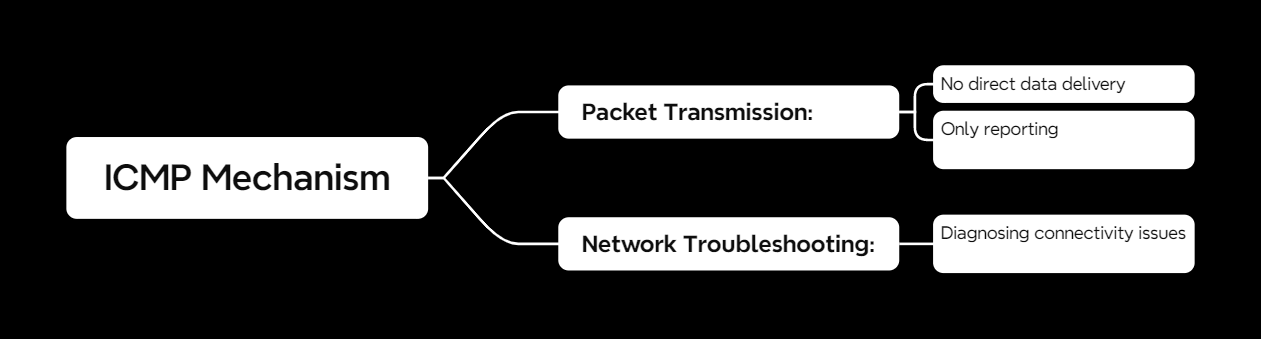 ICMP Mechanism
Packet Transmission:
No direct data delivery
Only reporting
Network Troubleshooting:
Diagnosing connectivity issues